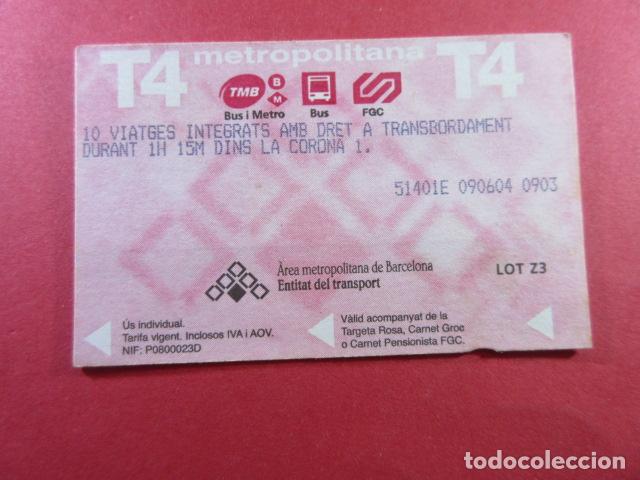 T4 metropolitana T4
TMB B M
Bus i Metro Bus FGC
10 VIATGES INTEGRATS AMB DRET A TRANSBORDAMENT
DURANT 1H 15M DINS LA CORONA 1.
51401E 090604 0903
Àrea metropolitana de Barcelona
Entitat del transport
LOT Z3
Ús individual.
Tarifa vigent. Inclosos IVA i AOV.
NIF: P0800023D
Vàlid acompanyat de la
Targeta Rosa, Carnet Groc
o Carnet Pensionista FGC.
todocoleccion.net